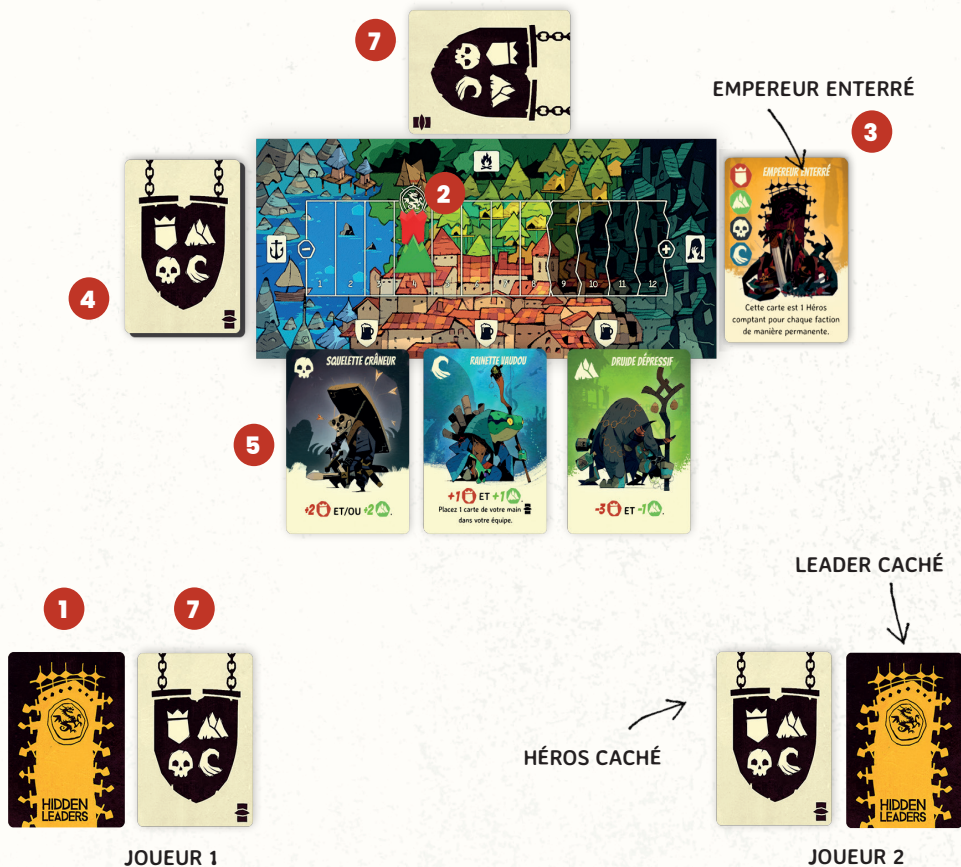 7
EMPEREUR ENTERRÉ
3
2
EMPEREUR ENTERRÉ
Cette carte est 1 Héros
comptant pour chaque faction
de manière permanente.
4
1 2 4 8 9 10 11 12
5
SQUELETTE CRÂNEUR
+2 ET/OU +2.
RAINETTE VAUDOU
+1 ET +1.
Placez 1 carte de votre main
dans votre équipe.
DRUIDE DÉPRESSIF
-3 ET -1.
LEADER CACHÉ
1
7
HÉROS CACHÉ
HIDDEN
LEADERS
HIDDEN
LEADERS
JOUEUR 1
JOUEUR 2